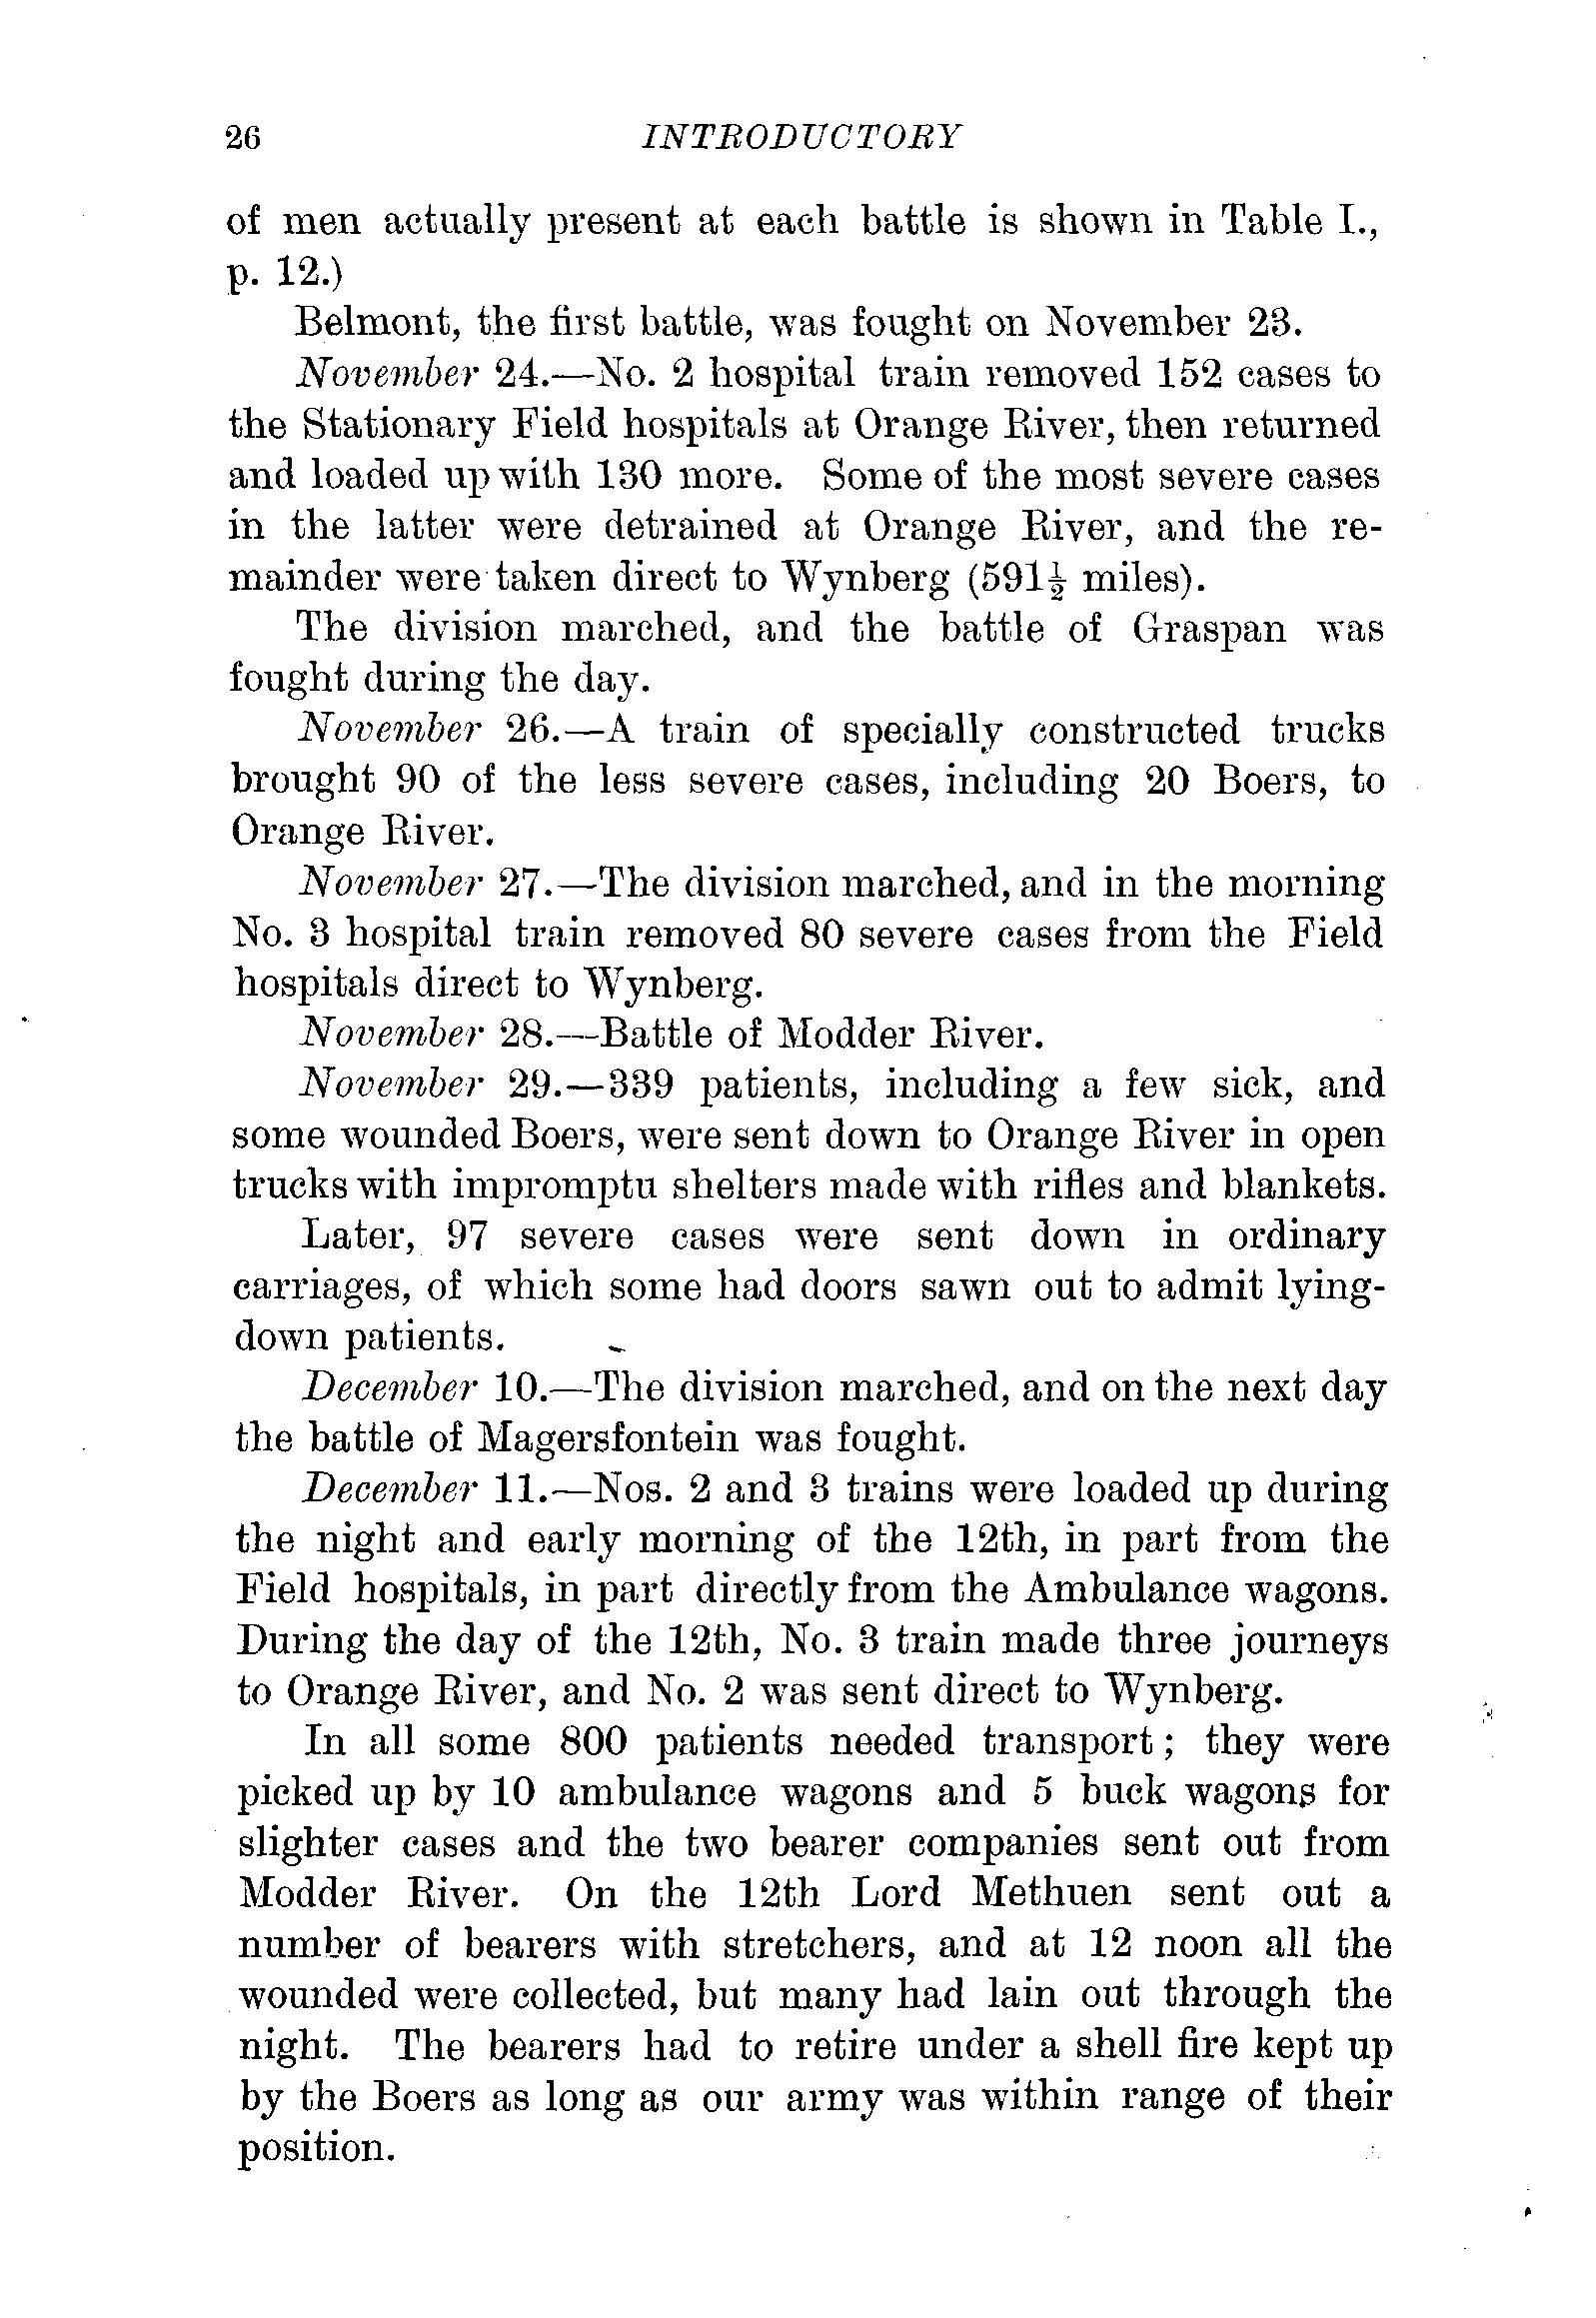 26 INTRODUCTORY
of men actually present at each battle is shown in Table I.,
p. 12.)
Belmont, the first battle, was fought on November 23.
November 24.—No. 2 hospital train removed 152 cases to
the Stationary Field hospitals at Orange River, then returned
and loaded up with 130 more. Some of the most severe cases
in the latter were detrained at Orange River, and the re-
mainder were taken direct to Wynberg (591½ miles).
The division marched, and the battle of Graspan was
fought during the day.
November 26.—A train of specially constructed trucks
brought 90 of the less severe cases, including 20 Boers, to
Orange River.
November 27.—The division marched, and in the morning
No. 3 hospital train removed 80 severe cases from the Field
hospitals direct to Wynberg.
November 28.—Battle of Modder River.
November 29.—339 patients, including a few sick, and
some wounded Boers, were sent down to Orange River in open
trucks with impromptu shelters made with rifles and blankets.
Later, 97 severe cases were sent down in ordinary
carriages, of which some had doors sawn out to admit lying-
down patients.
December 10.—The division marched, and on the next day
the battle of Magersfontein was fought.
December 11.—Nos. 2 and 3 trains were loaded up during
the night and early morning of the 12th, in part from the
Field hospitals, in part directly from the Ambulance wagons.
During the day of the 12th, No. 3 train made three journeys
to Orange River, and No. 2 was sent direct to Wynberg.
In all some 800 patients needed transport; they were
picked up by 10 ambulance wagons and 5 buck wagons for
slighter cases and the two bearer companies sent out from
Modder River. On the 12th Lord Methuen sent out a
number of bearers with stretchers, and at 12 noon all the
wounded were collected, but many had lain out through the
night. The bearers had to retire under a shell fire kept up
by the Boers as long as our army was within range of their
position.